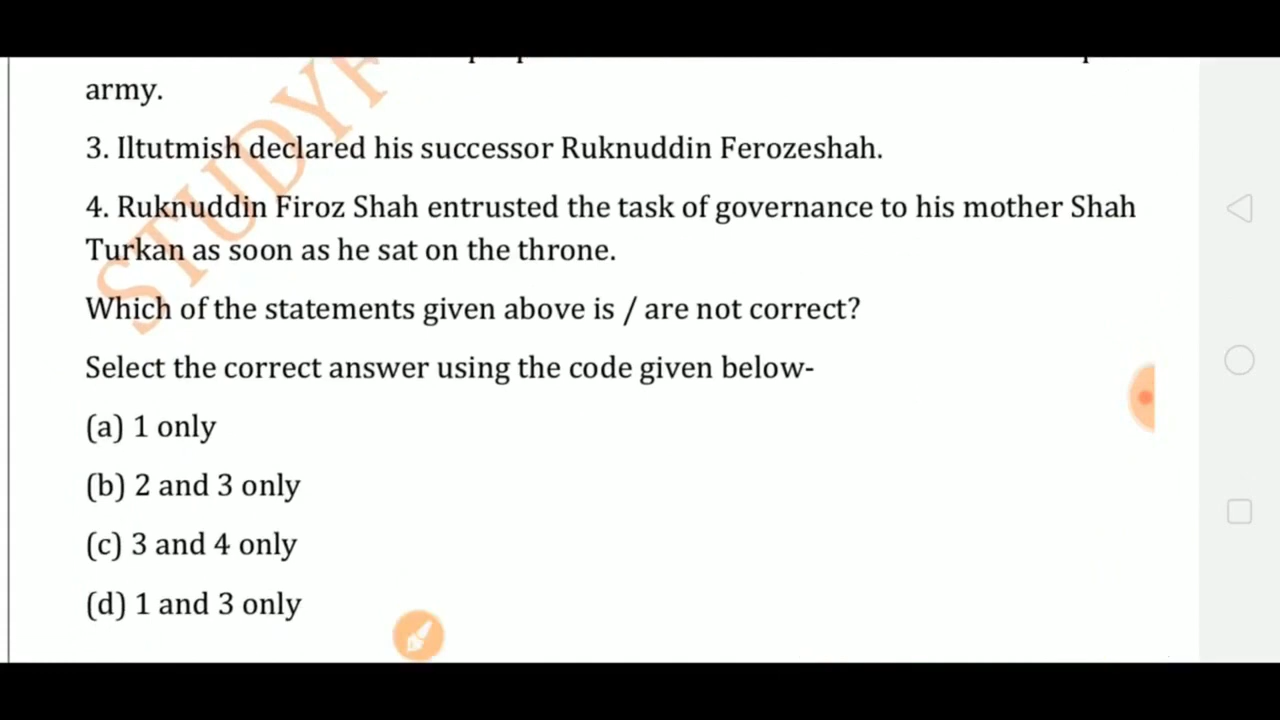 army.
3. Iltutmish declared his successor Ruknuddin Ferozeshah.
4. Ruknuddin Firoz Shah entrusted the task of governance to his mother Shah
Turkan as soon as he sat on the throne.
Which of the statements given above is / are not correct?
Select the correct answer using the code given below-
(a) 1 only
(b) 2 and 3 only
(c) 3 and 4 only
(d) 1 and 3 only
STUDY